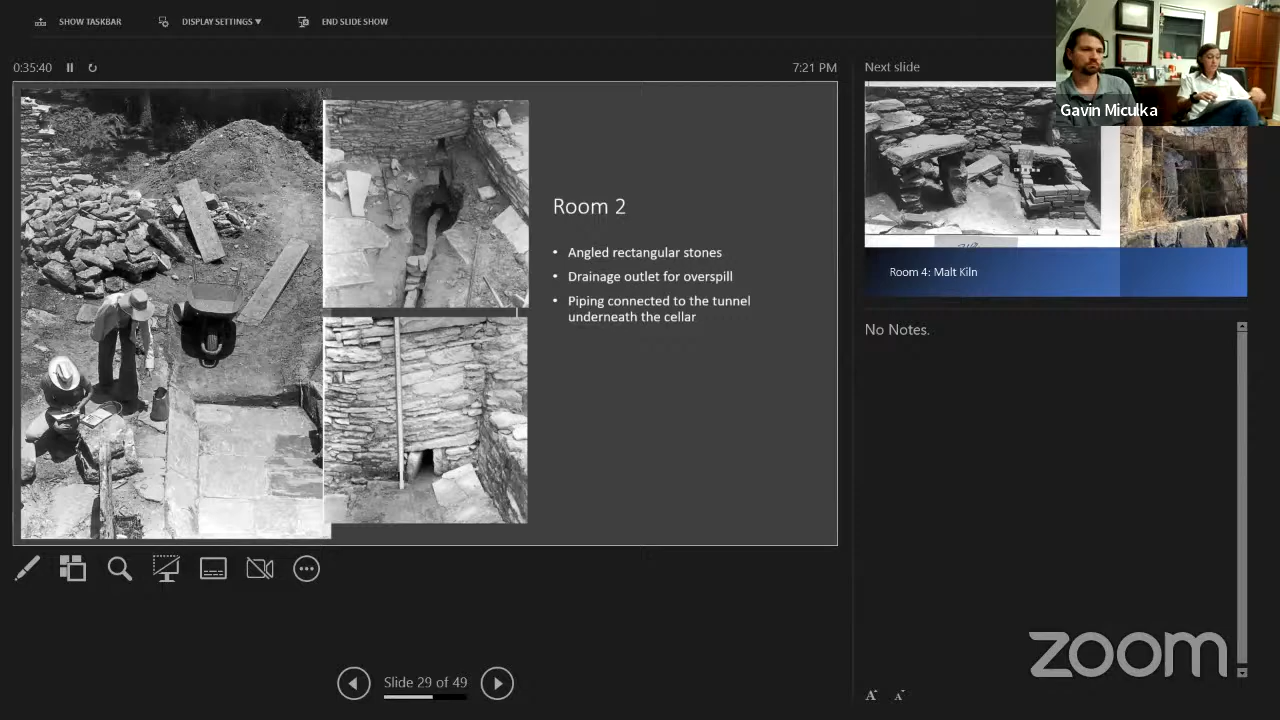 SHOW TASKBAR
DISPLAY SETTINGS ▼
END SLIDE SHOW
0:35:40
7:21 PM
Next slide
Gavin Miculka
Room 2
• Angled rectangular stones
• Drainage outlet for overspill
• Piping connected to the tunnel
underneath the cellar
Room 4: Malt Kiln
No Notes.
Slide 29 of 49
zoom
A A